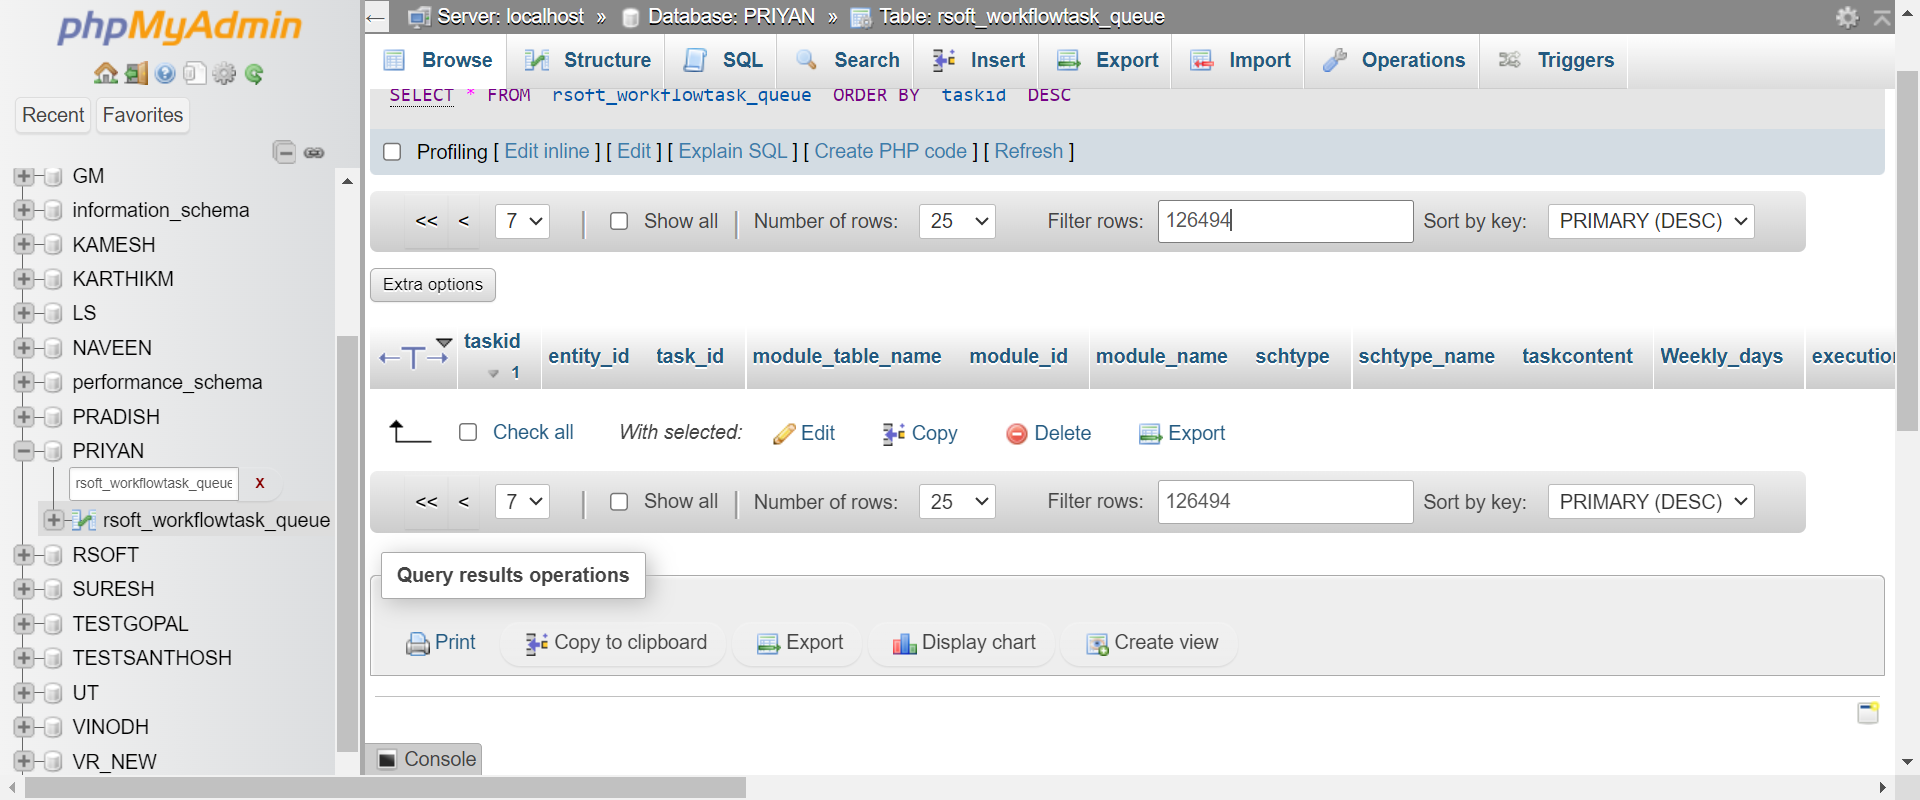 phpMyAdmin
Recent Favorites
GM
information_schema
KAMESH
KARTHIKM
LS
NAVEEN
performance_schema
PRADISH
PRIYAN
rsoft_workflowtask_queue X
rsoft_workflowtask_queue
RSOFT
SURESH
TESTGOPAL
TESTSANTHOSH
UT
VINODH
VR_NEW
← Server: localhost » Database: PRIYAN » Table: rsoft_workflowtask_queue
Browse Structure SQL Search Insert Export Import Operations Triggers
SELECT * FROM rsoft_workflowtask_queue ORDER BY taskid DESC
Profiling [ Edit inline ] [ Edit ] [ Explain SQL ] [ Create PHP code ] [ Refresh ]
<< < 7 | Show all | Number of rows: 25 Filter rows: 126494 Sort by key: PRIMARY (DESC)
Extra options
←T→ taskid 1 entity_id task_id module_table_name module_id module_name schtype schtype_name taskcontent Weekly_days execution
Check all With selected: Edit Copy Delete Export
<< < 7 | Show all | Number of rows: 25 Filter rows: 126494 Sort by key: PRIMARY (DESC)
Query results operations
Print Copy to clipboard Export Display chart Create view
Console